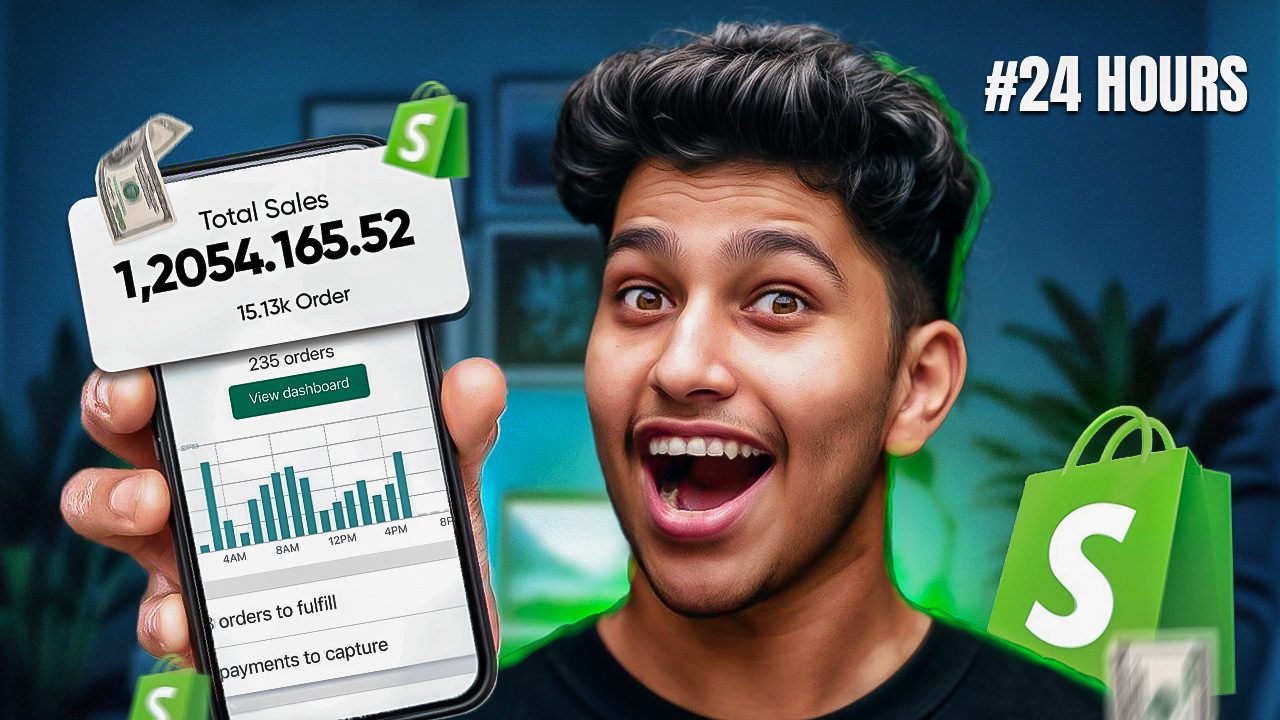 #24 HOURS
S
Total Sales
1,2054.165.52
15.13k Order
235 orders
View dashboard
4AM 8AM 12PM 4PM 8P
orders to fulfill
payments to capture
S
S